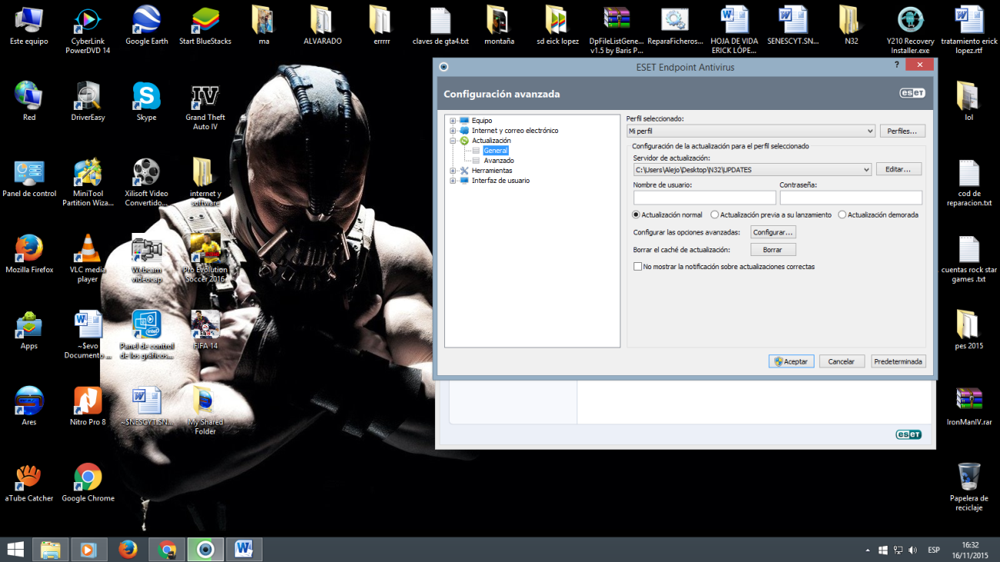 Este equipo
CyberLink
PowerDVD 14
Google Earth
Start BlueStacks
ma
ALVARADO
errrrr
claves de gta4.txt
montaña
sd eick lopez
DpFileListGene...
v1.5 by Baris P...
ReparaFicheros...
HOJA DE VIDA
ERICK LÓPE...
SENESCYT.SN...
N32
Y210 Recovery
Installer.exe
tratamiento erick
lopez.rtf
Red
DriverEasy
Skype
IV
Grand Theft
Auto IV
lol
Panel de control
MiniTool
Partition Wiza...
Xilisoft Video
Convertido...
internet y
software
cod de
reparacion.txt
Mozilla Firefox
VLC media
player
Webcam
videocap
Pro Evolution
Soccer 2016
cuentas rock star
games .txt
Apps
~$evo
Documento ...
Panel de control
de los gráficos...
FIFA 14
pes 2015
Ares
Nitro Pro 8
~$NESCYT.SN...
My Shared
Folder
IronManIV.rar
aTube Catcher
Google Chrome
Papelera de
reciclaje
ESET Endpoint Antivirus
?
Configuración avanzada
eset
Equipo
Internet y correo electrónico
Actualización
General
Avanzado
Herramientas
Interfaz de usuario
Perfil seleccionado:
Mi perfil
Perfiles...
Configuración de la actualización para el perfil seleccionado
Servidor de actualización:
C:\Users\Alejo\Desktop\N32\UPDATES
Editar...
Nombre de usuario:
Contraseña:
Actualización normal
Actualización previa a su lanzamiento
Actualización demorada
Configurar las opciones avanzadas:
Configurar...
Borrar el caché de actualización:
Borrar
No mostrar la notificación sobre actualizaciones correctas
Aceptar
Cancelar
Predeterminada
eset
ESP
16:32
16/11/2015